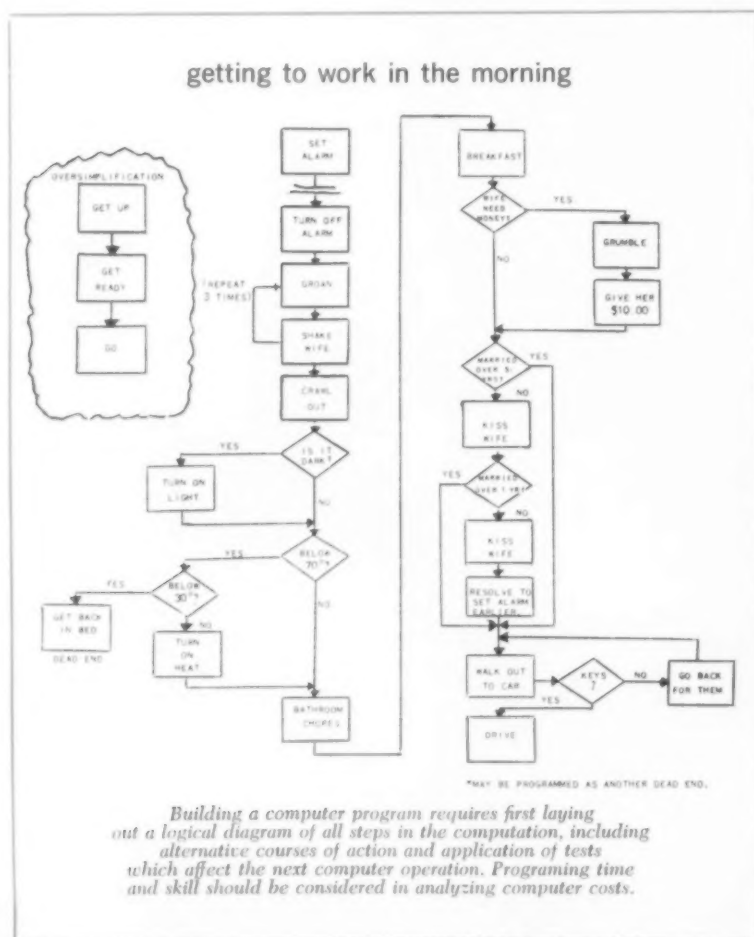 getting to work in the morning
OVERSIMPLIFICATION
GET UP
GET
READY
GO
SET
ALARM
TURN OFF
ALARM
(REPEAT
3 TIMES)
GROAN
SHAKE
WIFE
CRAWL
OUT
IS IT
DARK?
YES
TURN ON
LIGHT
NO
BELOW
70°?
YES
BELOW
30°?
YES
GET BACK
IN BED
DEAD END
NO
TURN
ON
HEAT
NO
BATHROOM
CHORES
BREAKFAST
WIFE
NEED
MONEY?
YES
GRUMBLE
GIVE HER
$10.00
NO
MARRIED
OVER 5
YES
NO
KISS
WIFE
MARRIED
OVER 1 YR?
YES
NO
KISS
WIFE
RESOLVE TO
SET ALARM
EARLIER.
WALK OUT
TO CAR
KEYS
?
NO
GO BACK
FOR THEM.
YES
DRIVE
*MAY BE PROGRAMMED AS ANOTHER DEAD END.
Building a computer program requires first laying
out a logical diagram of all steps in the computation, including
alternative courses of action and application of tests
which affect the next computer operation. Programing time
and skill should be considered in analyzing computer costs.